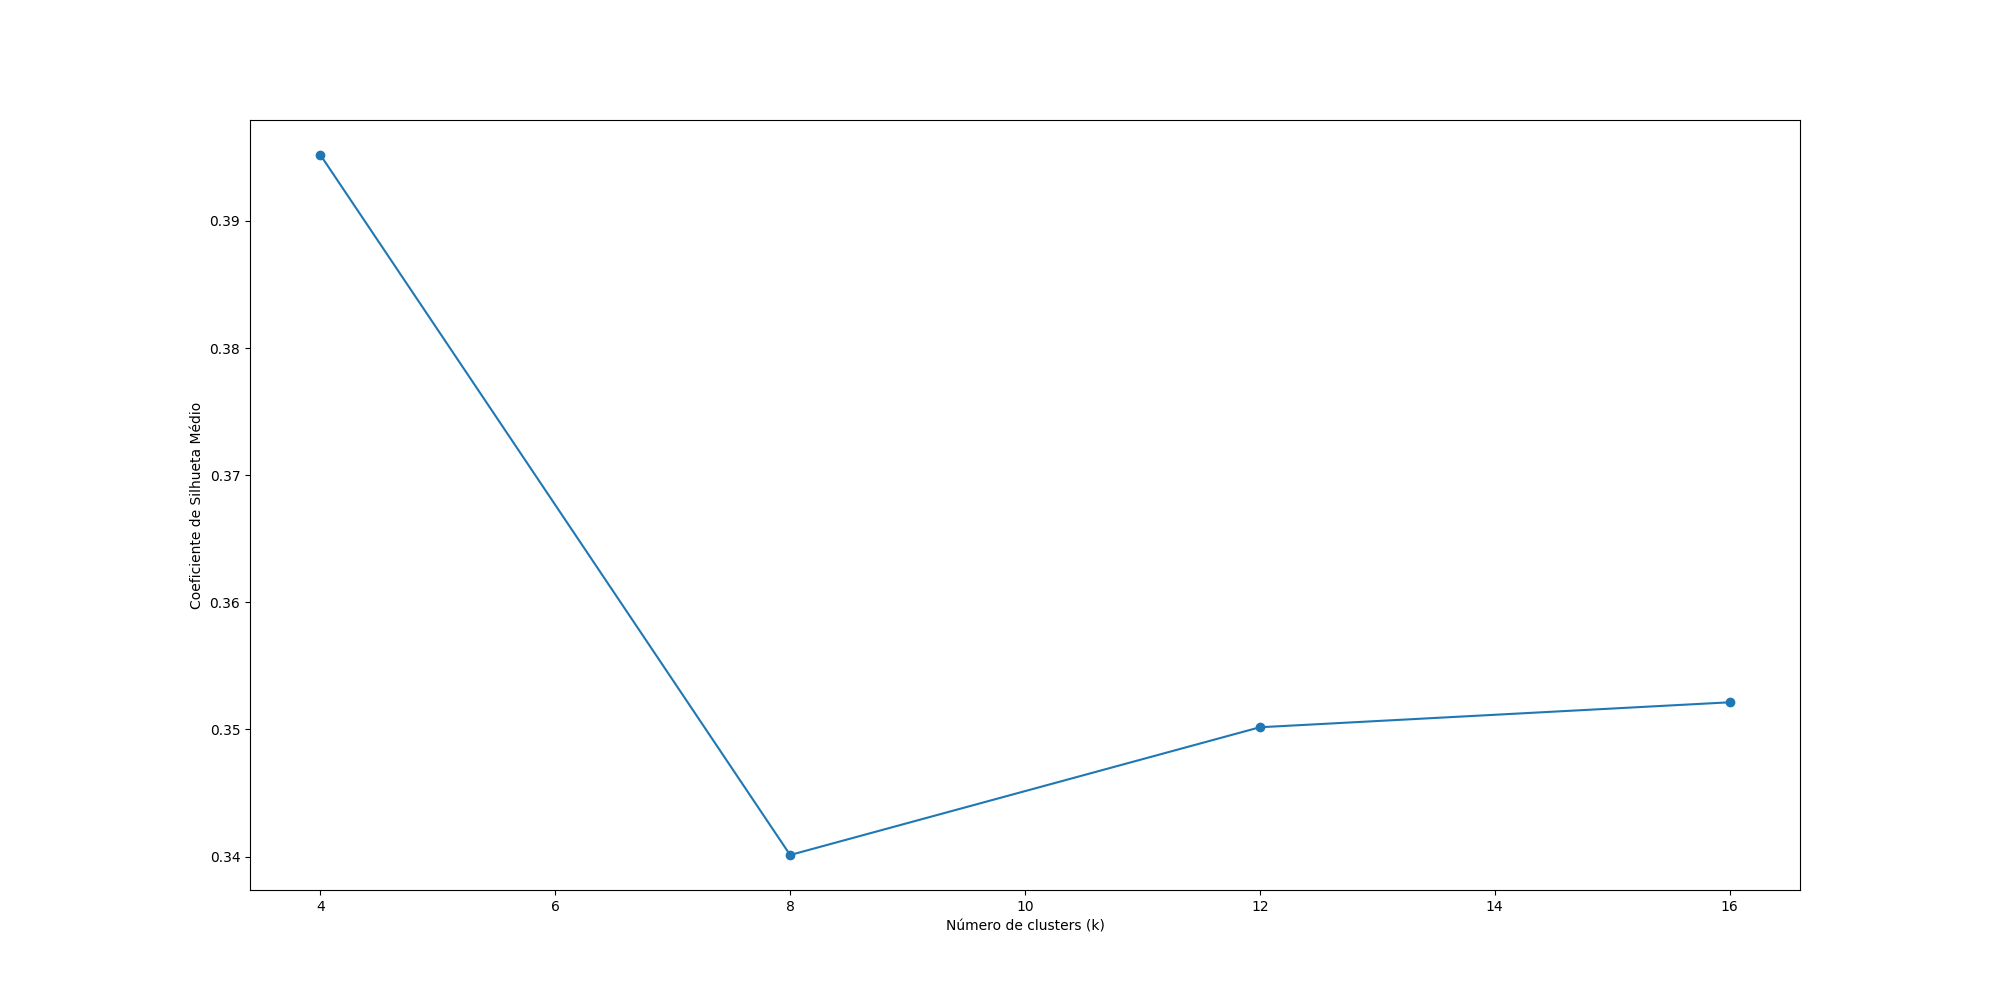 0.39
0.38
0.37
0.36
0.35
0.34
Coeficiente de Silhueta Médio
4 6 8 10 12 14 16
Número de clusters (k)